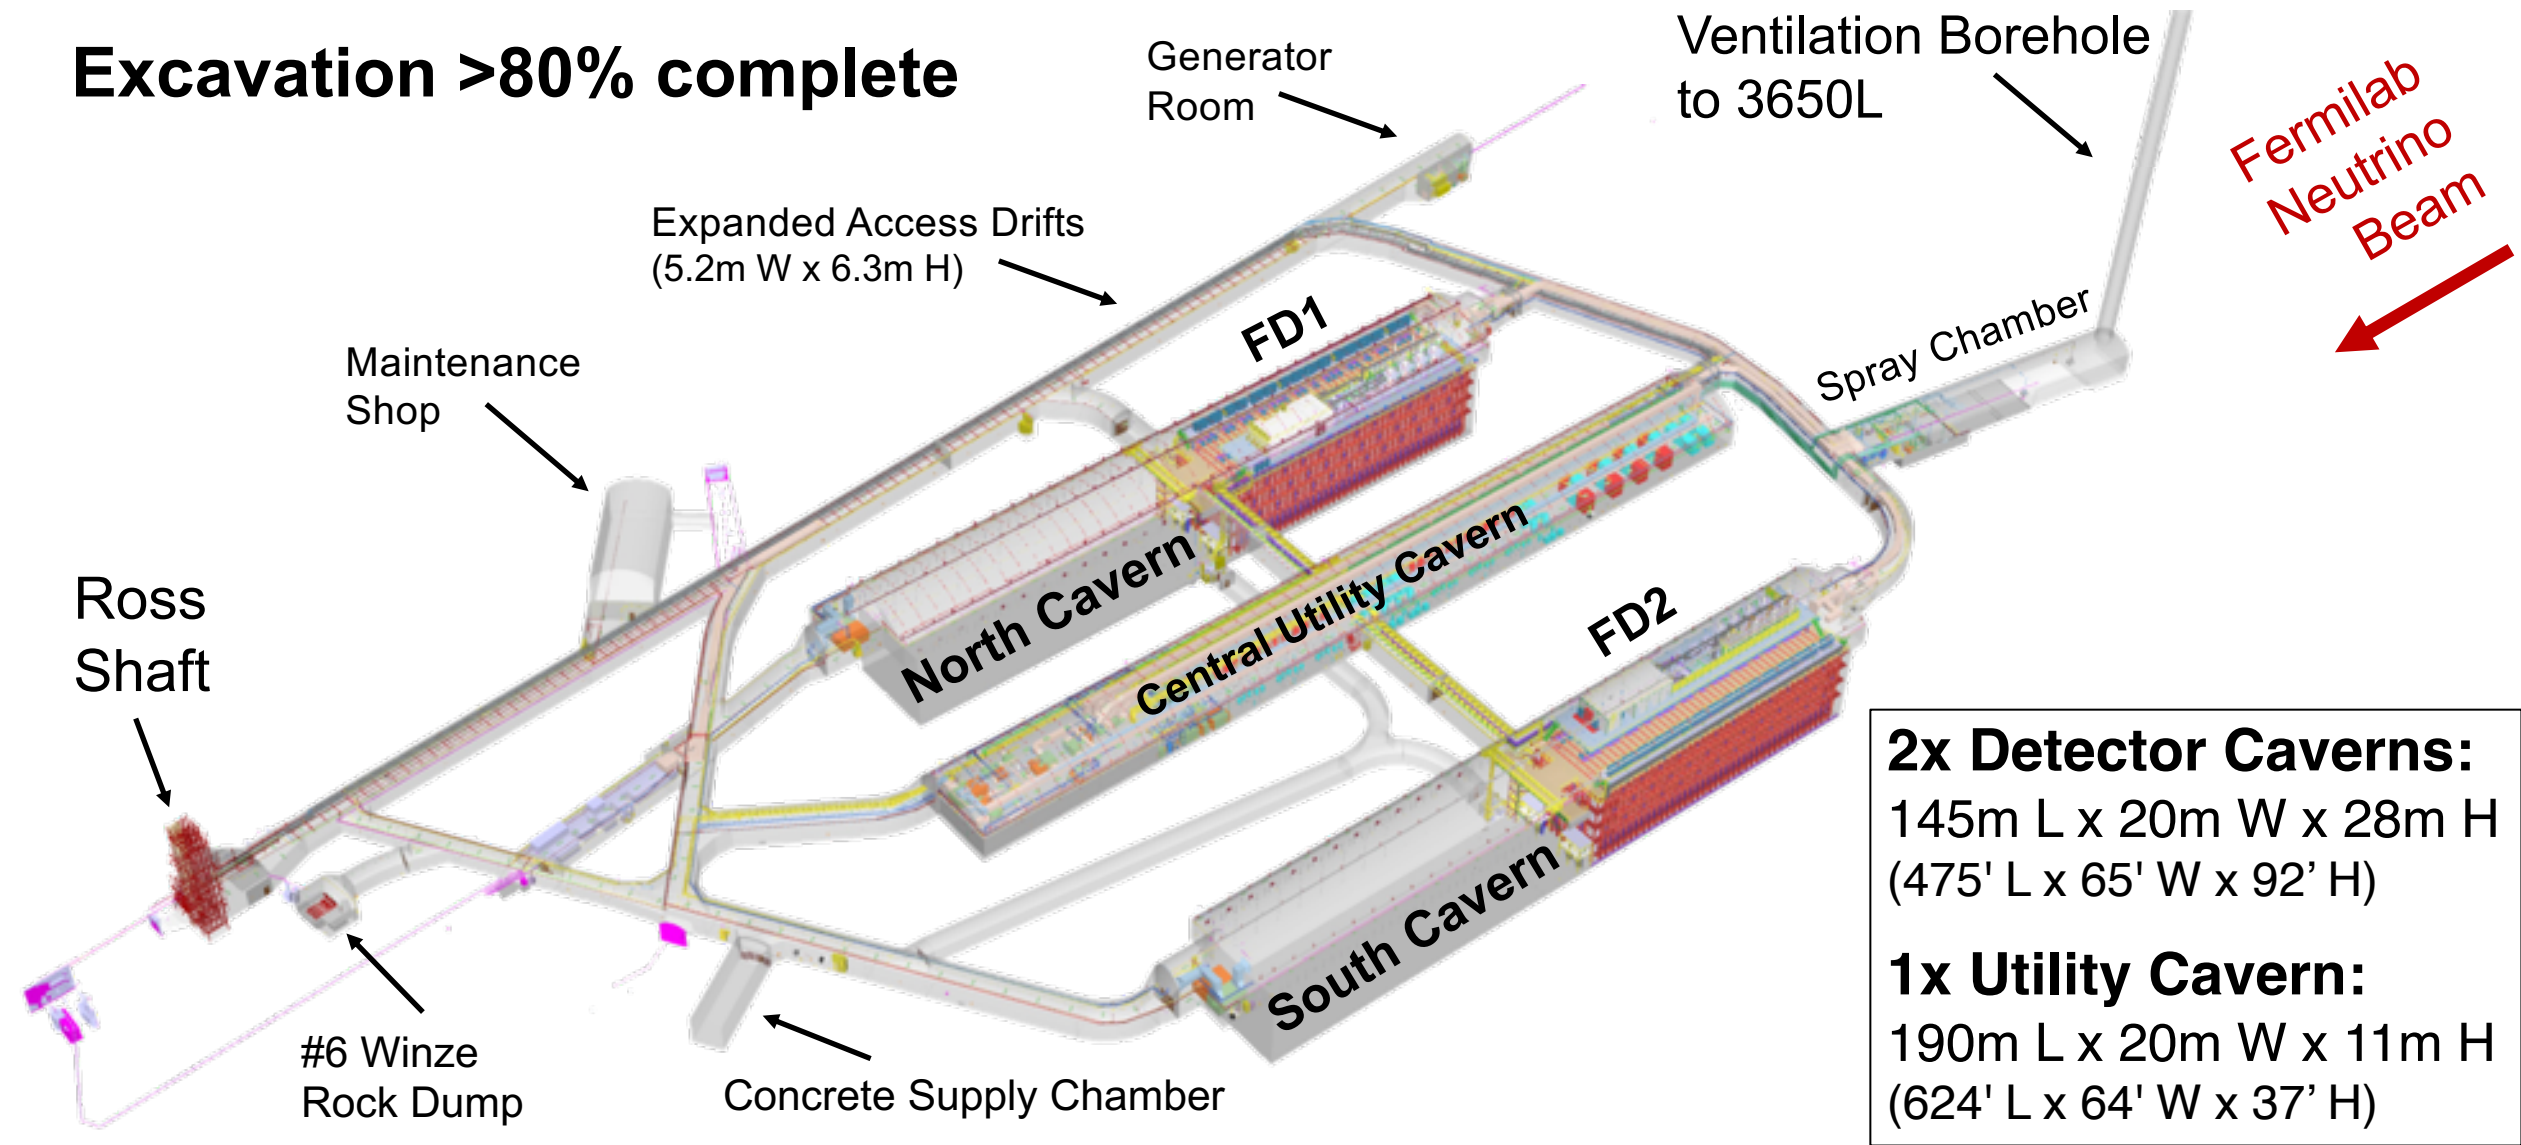 Excavation >80% complete
Generator
Room
Ventilation Borehole
to 3650L
Fermilab
Neutrino
Beam
Expanded Access Drifts
(5.2m W x 6.3m H)
Maintenance
Shop
FD1
Spray Chamber
Ross
Shaft
North Cavern
Central Utility Cavern
FD2
South Cavern
#6 Winze
Rock Dump
Concrete Supply Chamber
2x Detector Caverns:
145m L x 20m W x 28m H
(475' L x 65' W x 92’ H)
1x Utility Cavern:
190m L x 20m W x 11m H
(624' L x 64' W x 37’ H)